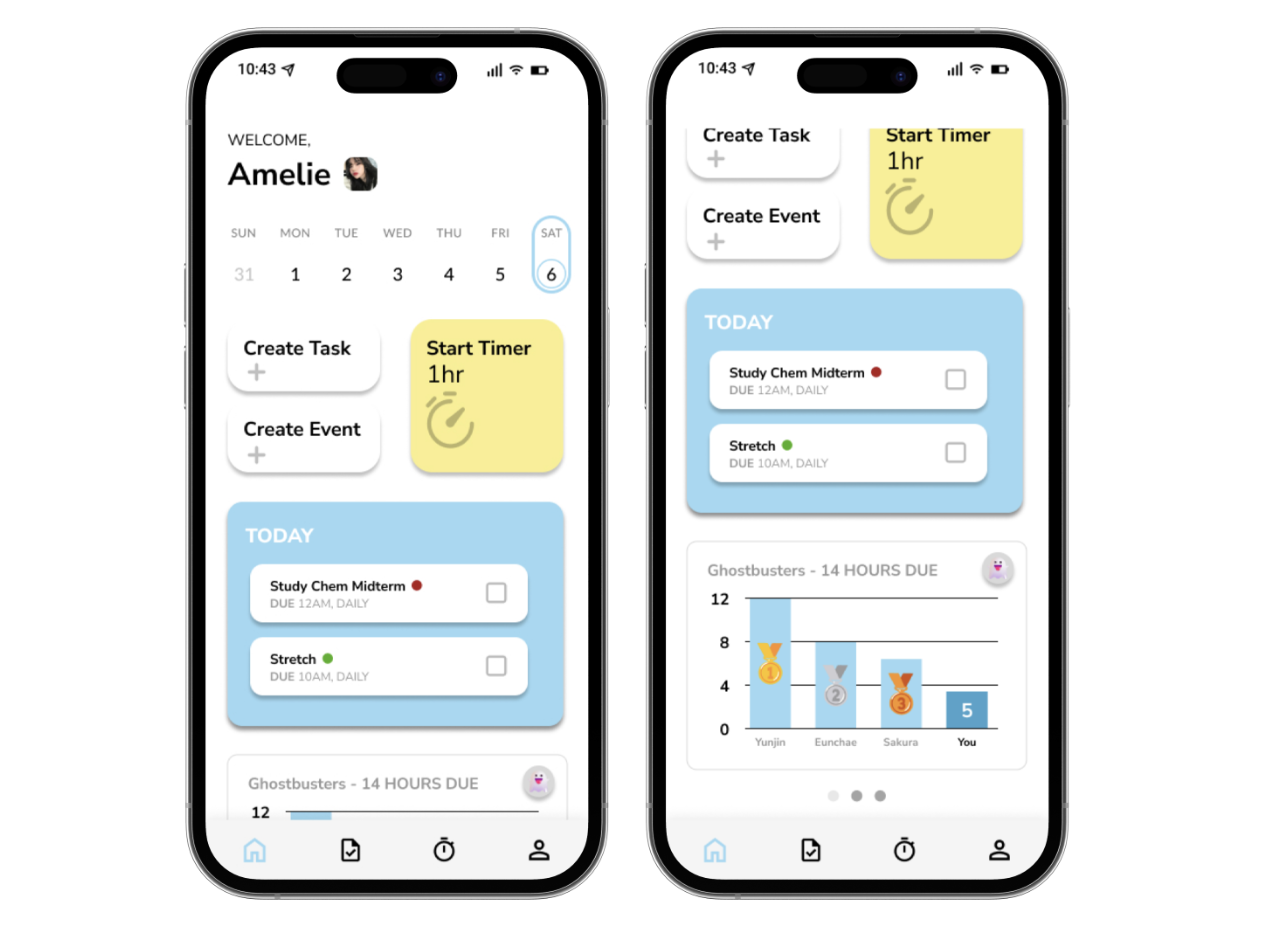 10:43
WELCOME,
Amelie
SUN MON TUE WED THU FRI SAT
31 1 2 3 4 5 6
Create Task
Create Event
Start Timer
1hr
TODAY
Study Chem Midterm
DUE 12AM, DAILY
Stretch
DUE 10AM, DAILY
Ghostbusters - 14 HOURS DUE
12
10:43
Create Task
Create Event
Start Timer
1hr
TODAY
Study Chem Midterm
DUE 12AM, DAILY
Stretch
DUE 10AM, DAILY
Ghostbusters - 14 HOURS DUE
12
8
4
0
1
2
3
5
Yunjin Eunchae Sakura You